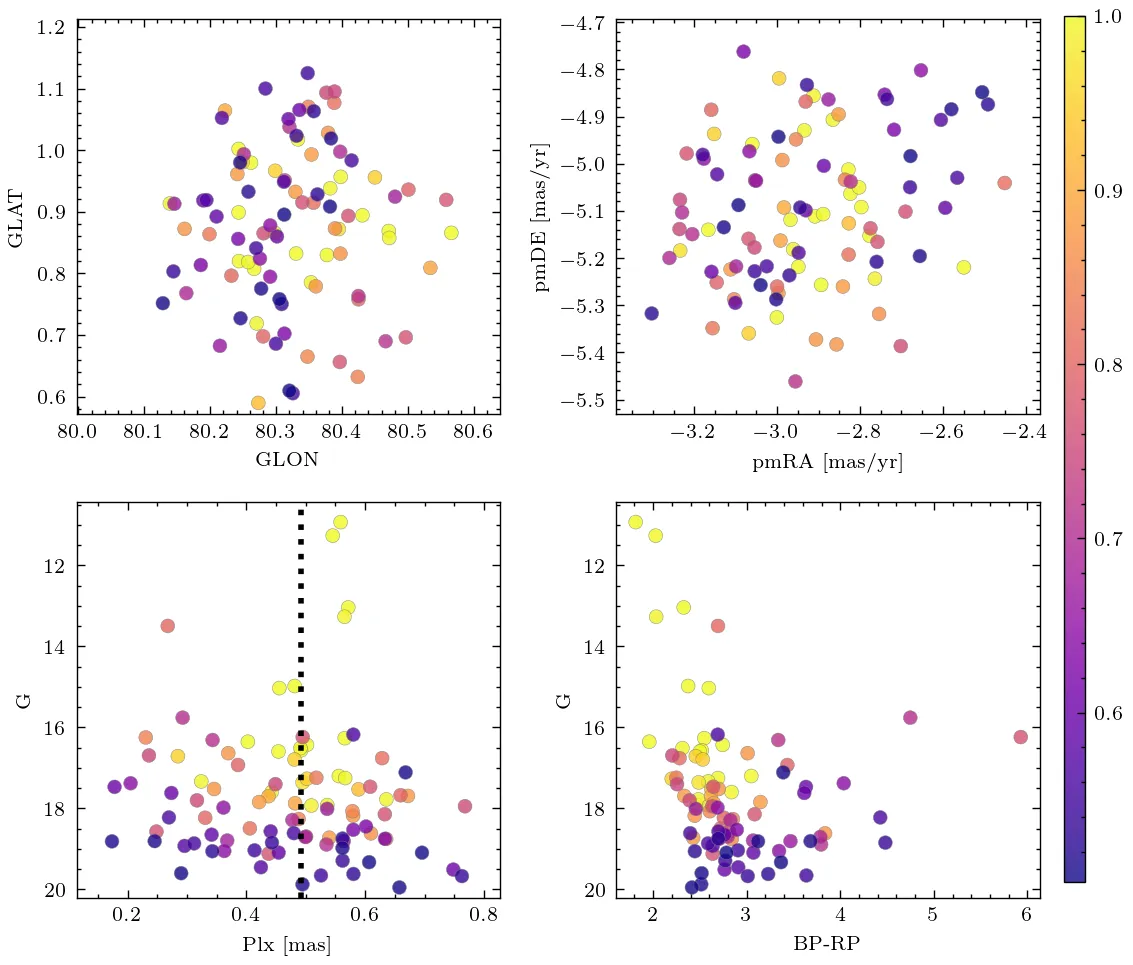 1.2
1.1
1.0
0.9
0.8
0.7
0.6
GLAT
80.0 80.1 80.2 80.3 80.4 80.5 80.6
GLON
−4.7
−4.8
−4.9
−5.0
−5.1
−5.2
−5.3
−5.4
−5.5
pmDE [mas/yr]
−3.2 −3.0 −2.8 −2.6 −2.4
pmRA [mas/yr]
12
14
16
18
20
G
0.2 0.4 0.6 0.8
Plx [mas]
12
14
16
18
20
G
2 3 4 5 6
BP-RP
1.0
0.9
0.8
0.7
0.6